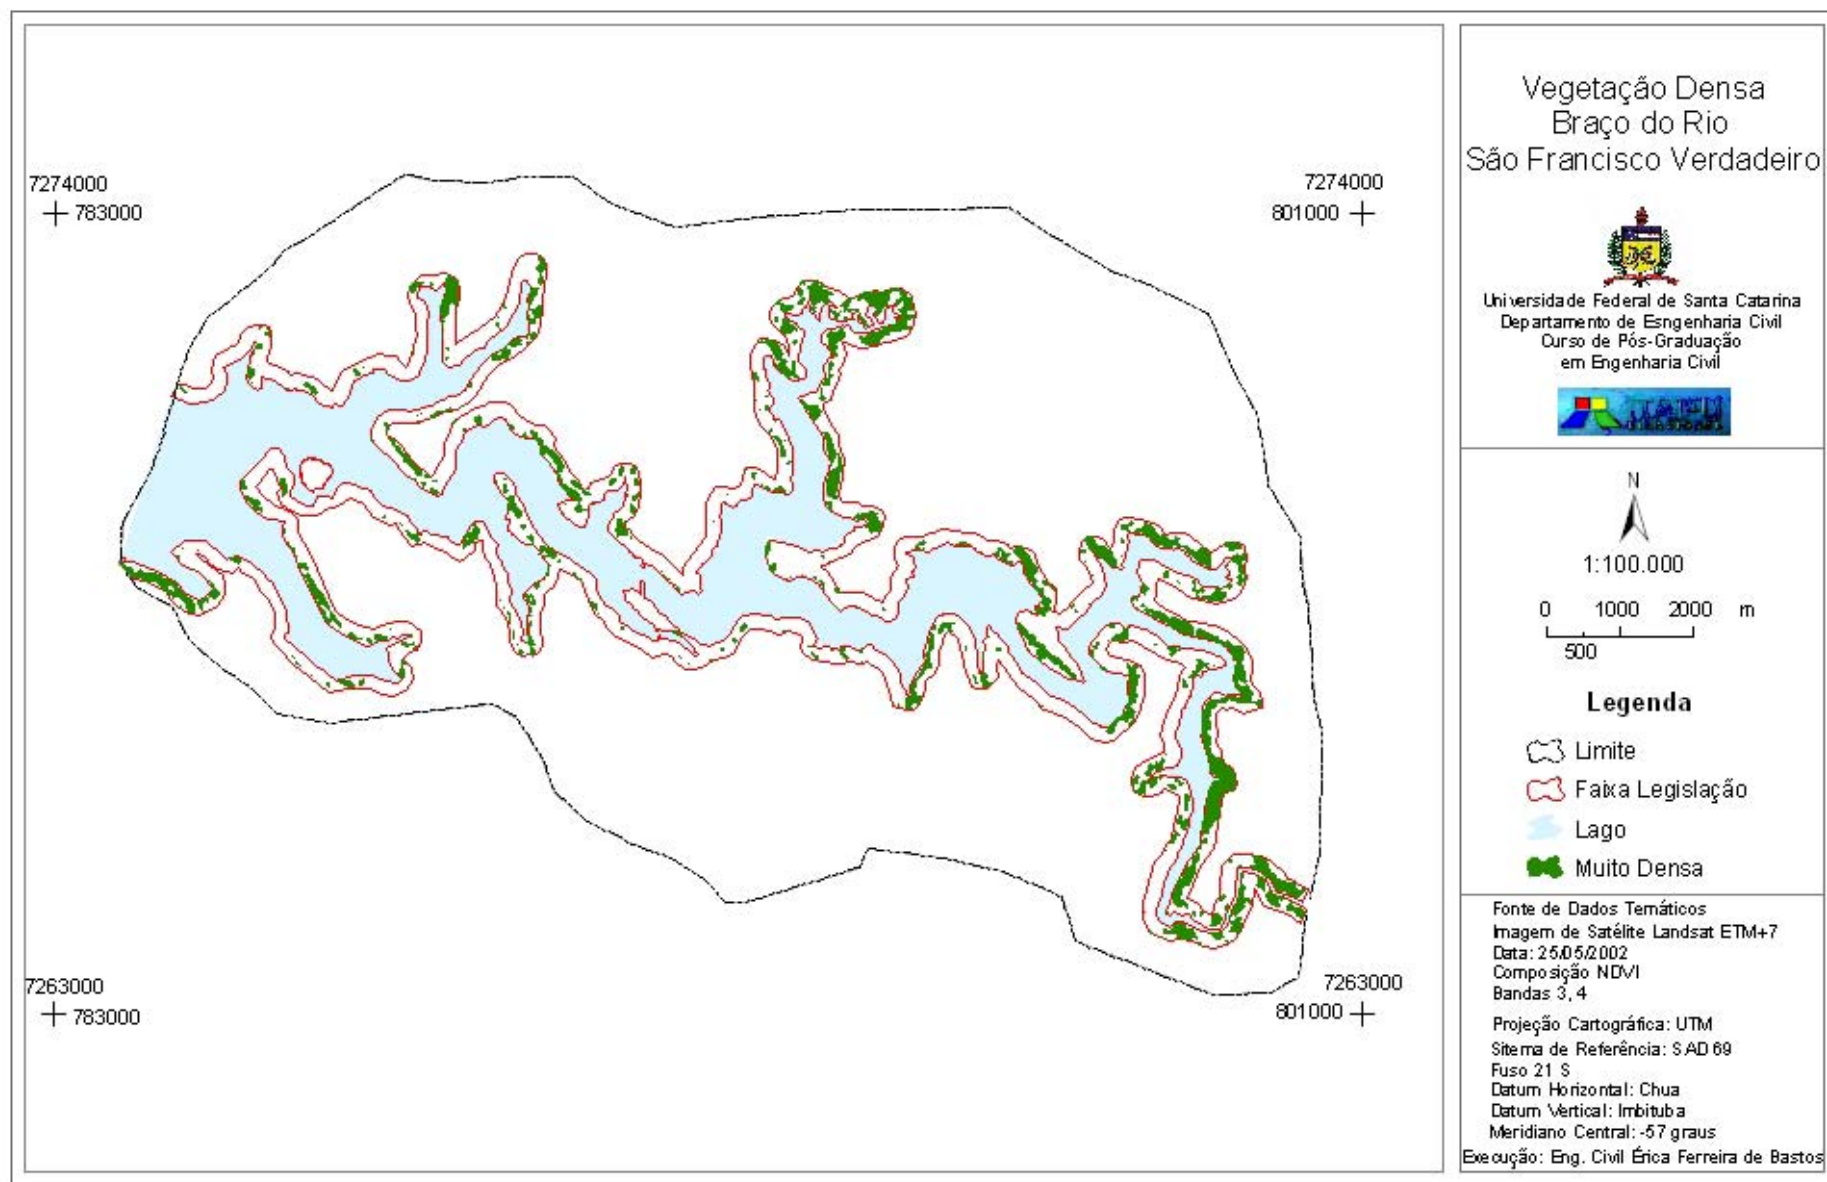 7274000
783000
7274000
801000
7263000
783000
7263000
801000
Vegetação Densa
Braço do Rio
São Francisco Verdadeiro
Universidade Federal de Santa Catarina
Departamento de Esngenharia Civil
Curso de Pós-Graduação
em Engenharia Civil
N
1:100.000
0 1000 2000 m
500
Legenda
Limite
Faixa Legislação
Lago
Muito Densa
Fonte de Dados Temáticos
Imagem de Satélite Landsat ETM+7
Data: 25/05/2002
Composição NDVI
Bandas 3, 4
Projeção Cartográfica: UTM
Sitema de Referência: SAD 69
Fuso 21 S
Datum Horizontal: Chua
Datum Vertical: Imbituba
Meridiano Central: -57 graus
Execução: Eng. Civil Érica Ferreira de Bastos